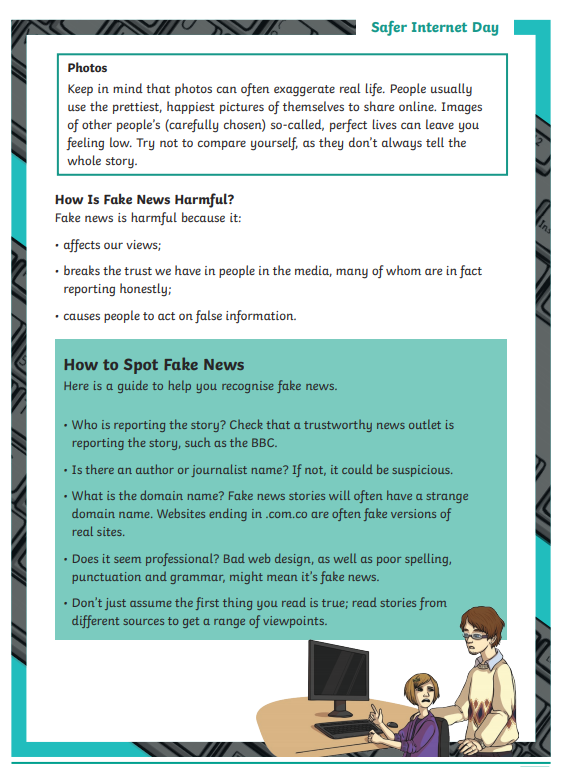 Safer Internet Day
Photos
Keep in mind that photos can often exaggerate real life. People usually
use the prettiest, happiest pictures of themselves to share online. Images
of other people's (carefully chosen) so-called, perfect lives can leave you
feeling low. Try not to compare yourself, as they don't always tell the
whole story.
How Is Fake News Harmful?
Fake news is harmful because it:
• affects our views;
• breaks the trust we have in people in the media, many of whom are in fact
reporting honestly;
• causes people to act on false information.
How to Spot Fake News
Here is a guide to help you recognise fake news.
• Who is reporting the story? Check that a trustworthy news outlet is
reporting the story, such as the BBC.
• Is there an author or journalist name? If not, it could be suspicious.
• What is the domain name? Fake news stories will often have a strange
domain name. Websites ending in .com.co are often fake versions of
real sites.
• Does it seem professional? Bad web design, as well as poor spelling,
punctuation and grammar, might mean it's fake news.
• Don't just assume the first thing you read is true; read stories from
different sources to get a range of viewpoints.